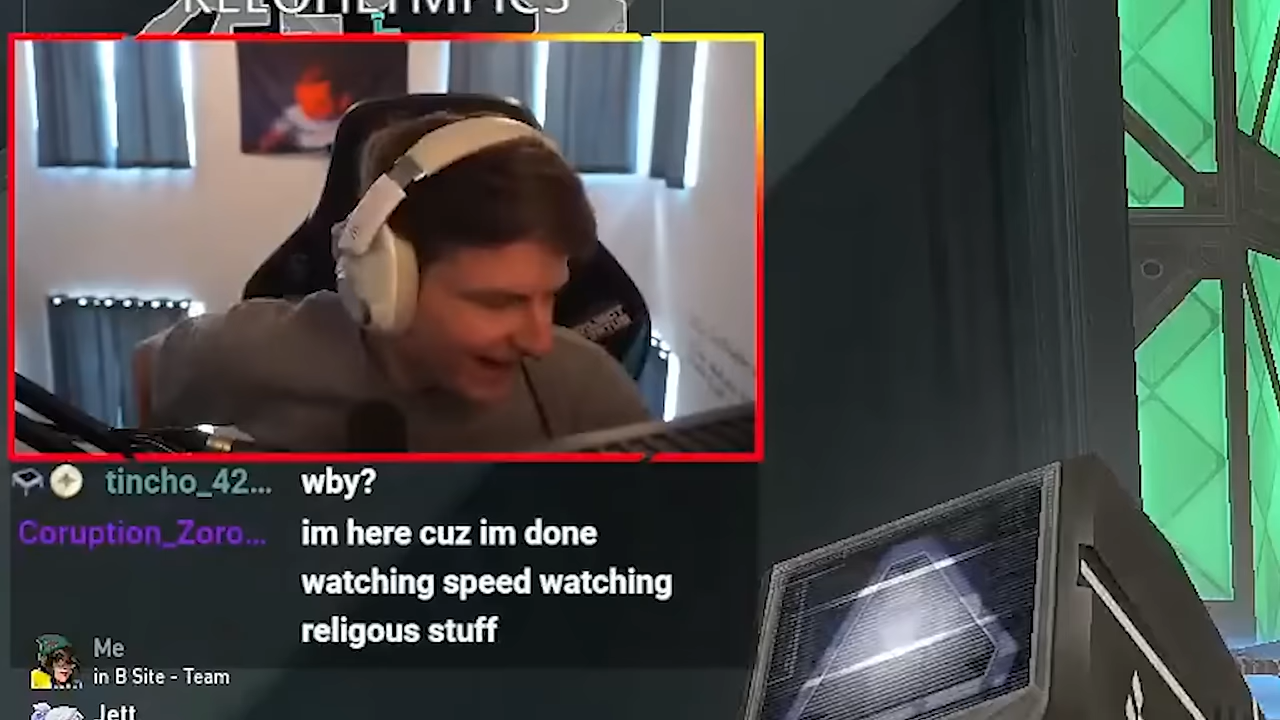 tincho_42... wby?
Coruption_Zoro... im here cuz im done
watching speed watching
religous stuff
Me
in B Site - Team
Jett